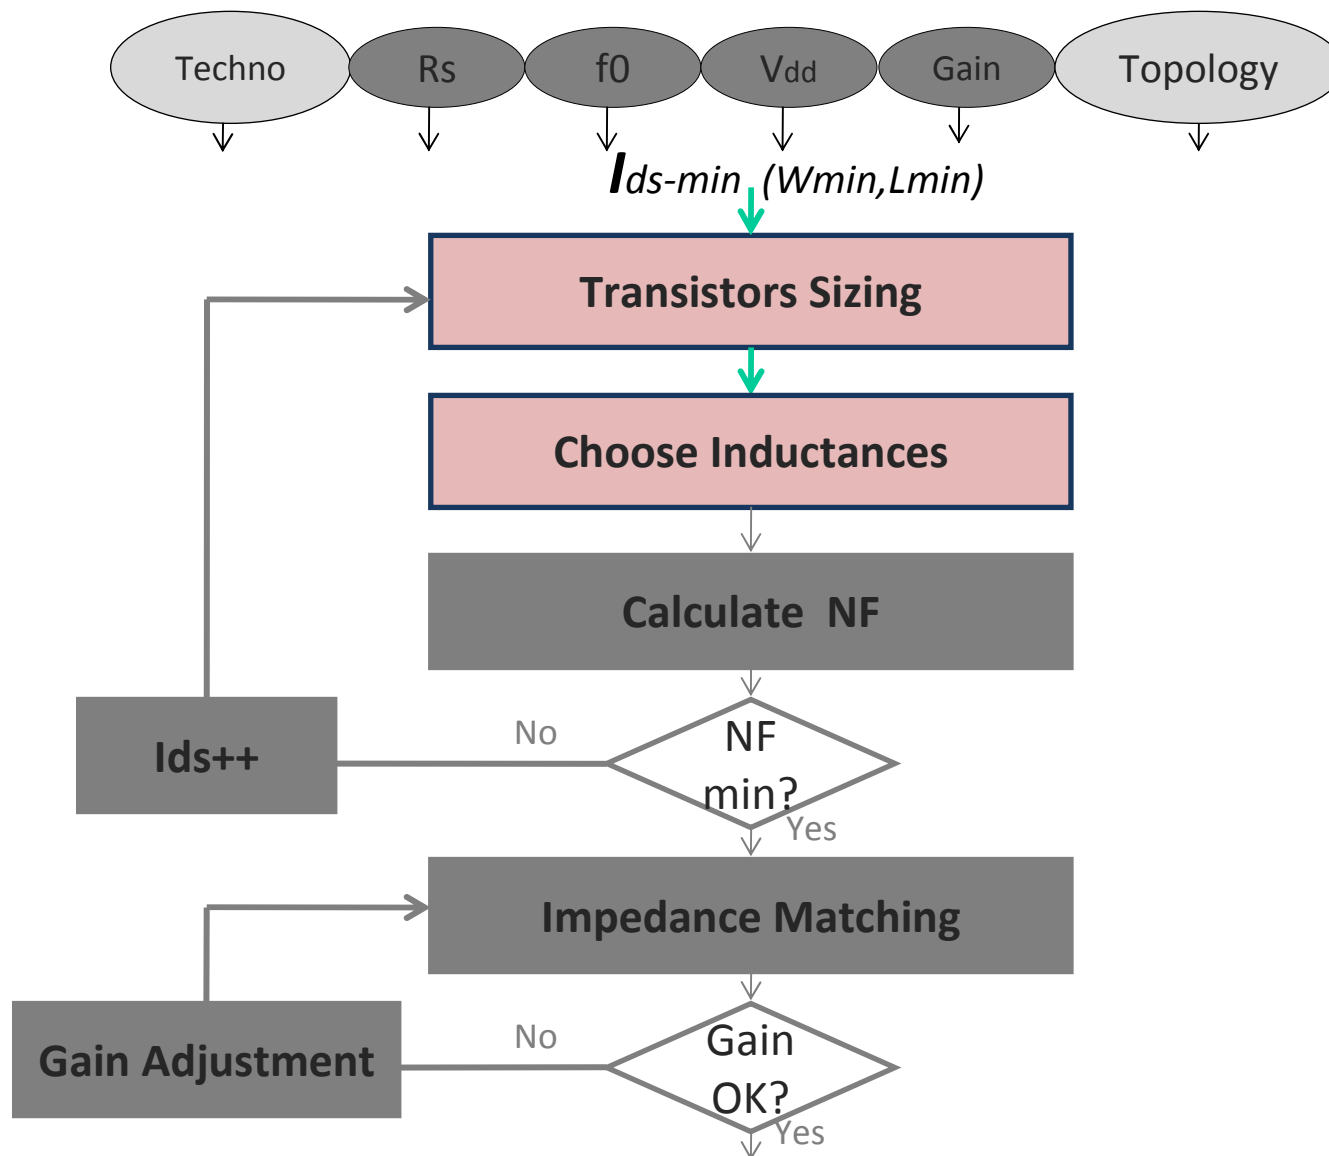 Techno Rs f0 Vdd Gain Topology
Ids-min (Wmin,Lmin)
Transistors Sizing
Choose Inductances
Calculate NF
Ids++
No
NF
min?
Yes
Impedance Matching
Gain Adjustment
No
Gain
OK?
Yes